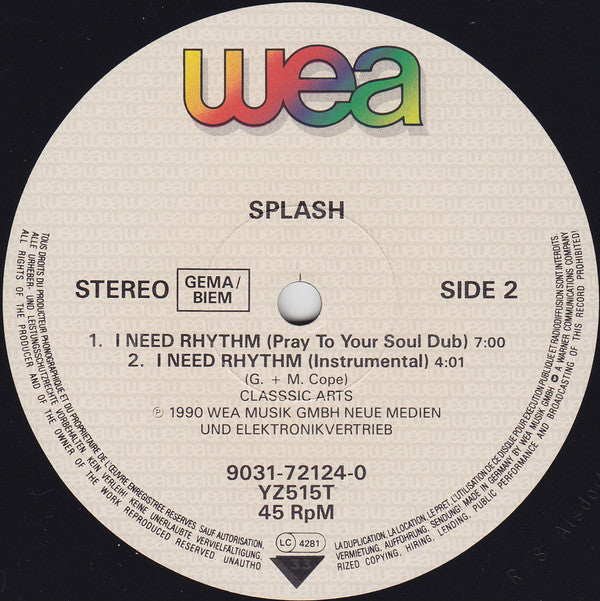 wea
SPLASH
STEREO
GEMA/
BIEM
SIDE 2
1. I NEED RHYTHM (Pray To Your Soul Dub) 7:00
2. I NEED RHYTHM (Instrumental) 4:01
(G. + M. Cope)
CLASSSIC ARTS
℗ 1990 WEA MUSIK GMBH NEUE MEDIEN
UND ELEKTRONIKVERTRIEB
9031-72124-0
YZ515T
45 RpM
LC 4281
33
TOUS DROITS DU PRODUCTEUR PHONOGRAPHIQUE ET DU PROPRIETAIRE DE L'ŒUVRE ENREGISTREE RESERVES. SAUF AUTORISATION,
LA DUPLICATION, LA LOCATION, LE PRET, L'UTILISATION DE CE DISQUE POUR EXECUTION PUBLIQUE ET RADIODIFFUSION SONT INTERDITS.
ALLE URHEBER- UND LEISTUNGSSCHUTZRECHTE VORBEHALTEN KEIN VERLEIH! KEINE UNERLAUBTE VERVIELFÄLTIGUNG,
VERMIETUNG, AUFFÜHRUNG, SENDUNG! MADE IN GERMANY BY WEA MUSIK GMBH A WARNER COMMUNICATIONS COMPANY
ALL RIGHTS OF THE PRODUCER AND OF THE OWNER OF THE WORK REPRODUCED RESERVED UNAUTHO
RIZED COPYING, HIRING, LENDING, PUBLIC PERFORMANCE AND BROADCASTING OF THIS RECORD PROHIBITED!